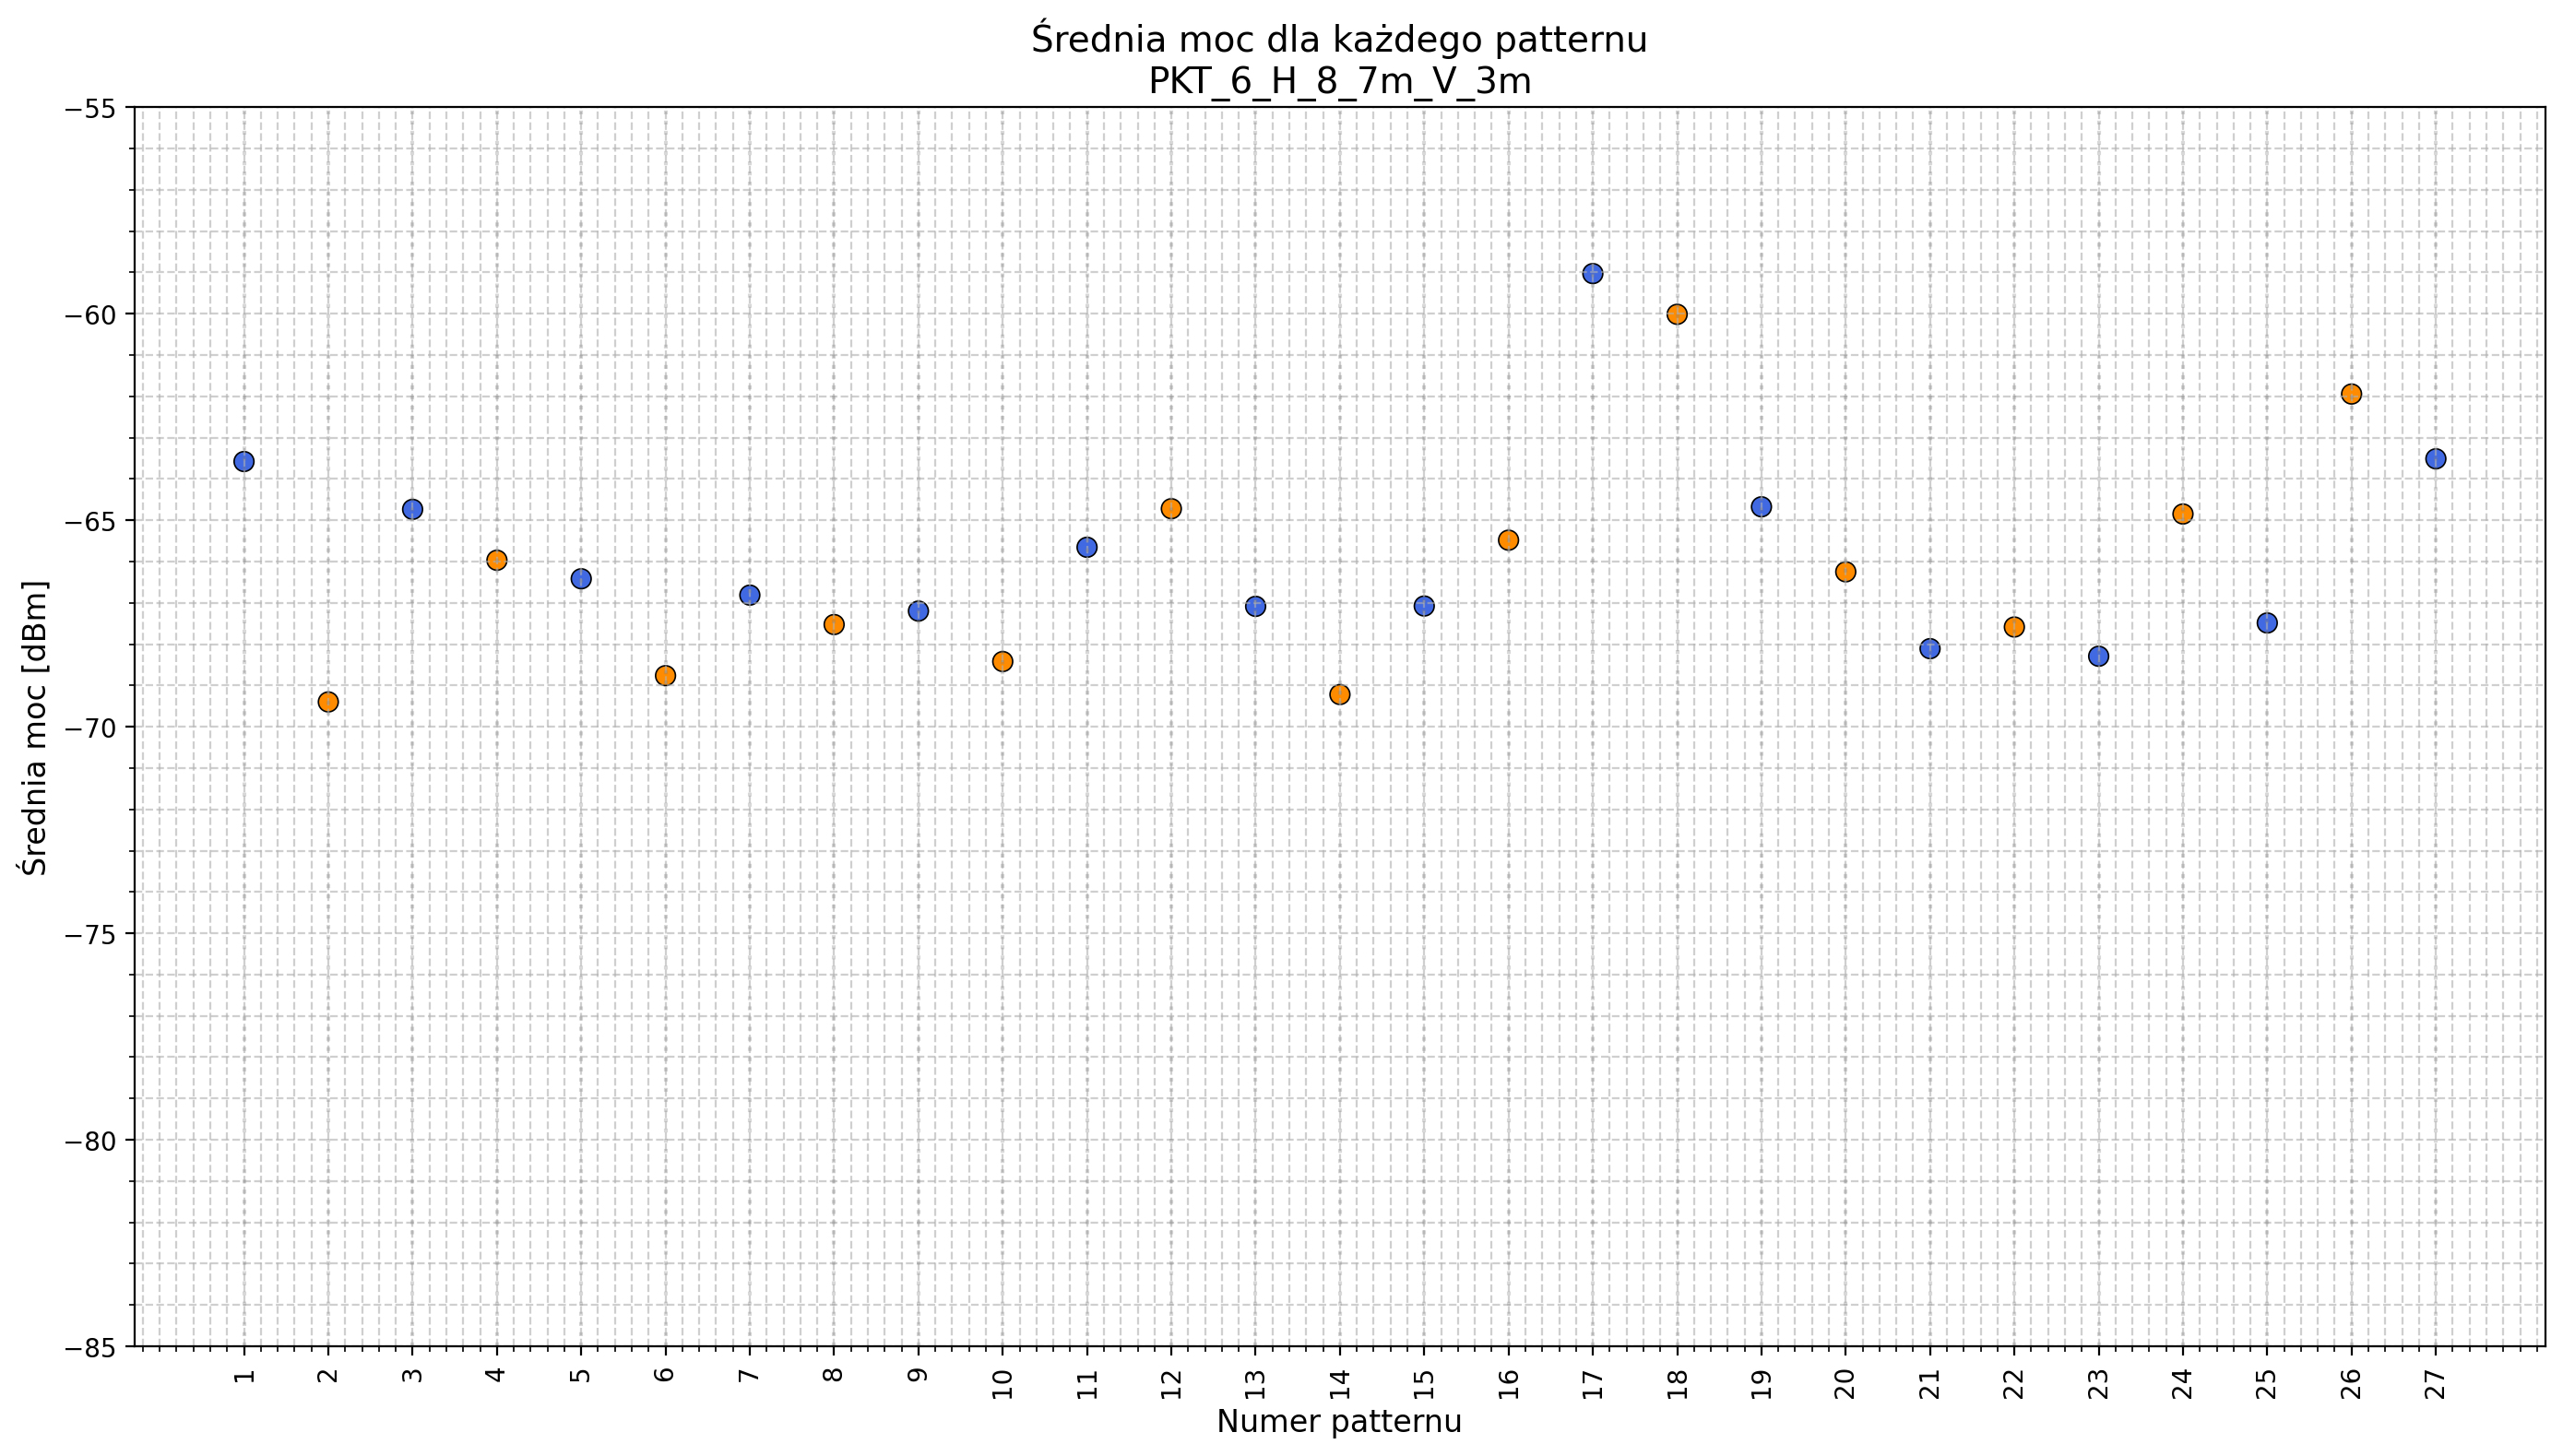 Średnia moc dla każdego patternu
PKT_6_H_8_7m_V_3m
Średnia moc [dBm]
−55
−60
−65
−70
−75
−80
−85
1 2 3 4 5 6 7 8 9 10 11 12 13 14 15 16 17 18 19 20 21 22 23 24 25 26 27
Numer patternu